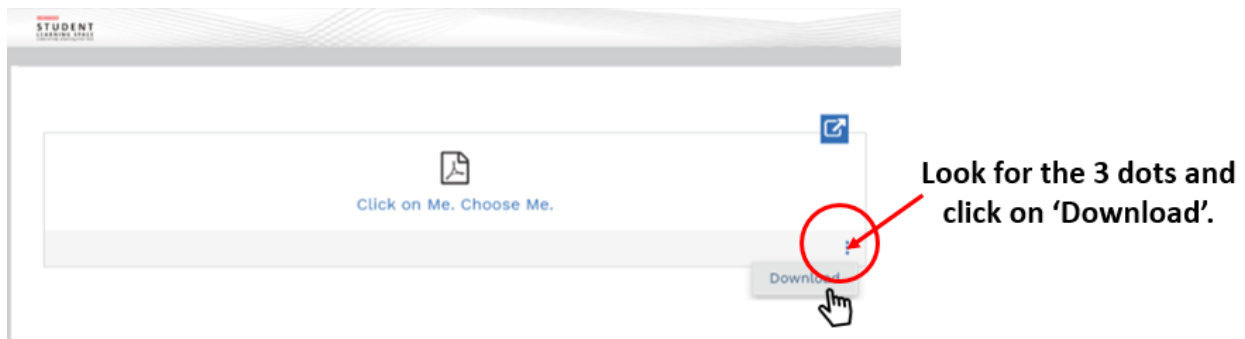 STUDENT
LEARNING SPACE
Click on Me. Choose Me.
Look for the 3 dots and
click on ‘Download’.
Download